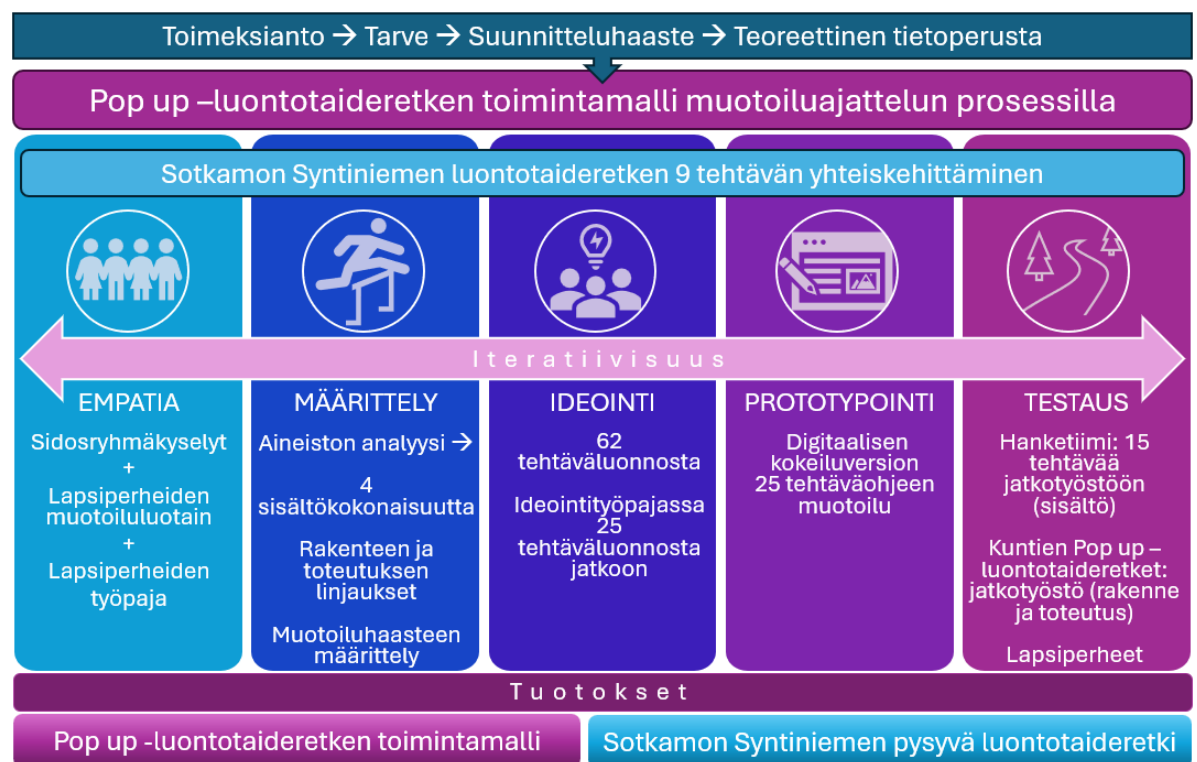 Toimeksianto → Tarve → Suunnitteluhaaste → Teoreettinen tietoperusta
Pop up –luontotaideretken toimintamalli muotoiluajattelun prosessilla
Sotkamon Syntiniemen luontotaideretken 9 tehtävän yhteiskehittäminen
Iteratiivisuus
EMPATIA
Sidosryhmäkyselyt
+
Lapsiperheiden
muotoiluluotain
+
Lapsiperheiden
työpaja
MÄÄRITTELY
Aineiston analyysi →
4
sisältökokonaisuutta
Rakenteen ja
toteutuksen
linjaukset
Muotoiluhaasteen
määrittely
IDEOINTI
62
tehtäväluonnosta
Ideointityöpajassa
25
tehtäväluonnosta
jatkoon
PROTOTYPOINTI
Digitaalisen
kokeiluversion
25 tehtäväohjeen
muotoilu
TESTAUS
Hanketiimi: 15
tehtävää
jatkotyöstöön
(sisältö)
Kuntien Pop up –
luontotaideretket:
jatkotyöstö (rakenne
ja toteutus)
Lapsiperheet
Tuotokset
Pop up -luontotaideretken toimintamalli
Sotkamon Syntiniemen pysyvä luontotaideretki